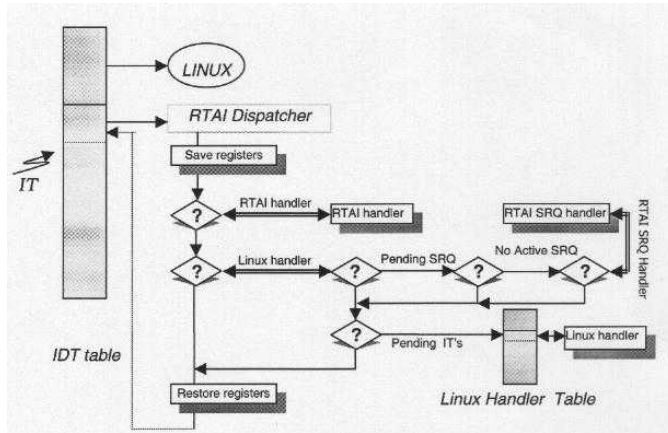 LINUX
RTAI Dispatcher
IT
Save registers
?
RTAI handler
RTAI handler
RTAI SRQ handler
RTAI SRQ Handler
?
Linux handler
?
Pending SRQ
?
No Active SRQ
?
?
Pending IT's
Linux handler
IDT table
Restore registers
Linux Handler Table